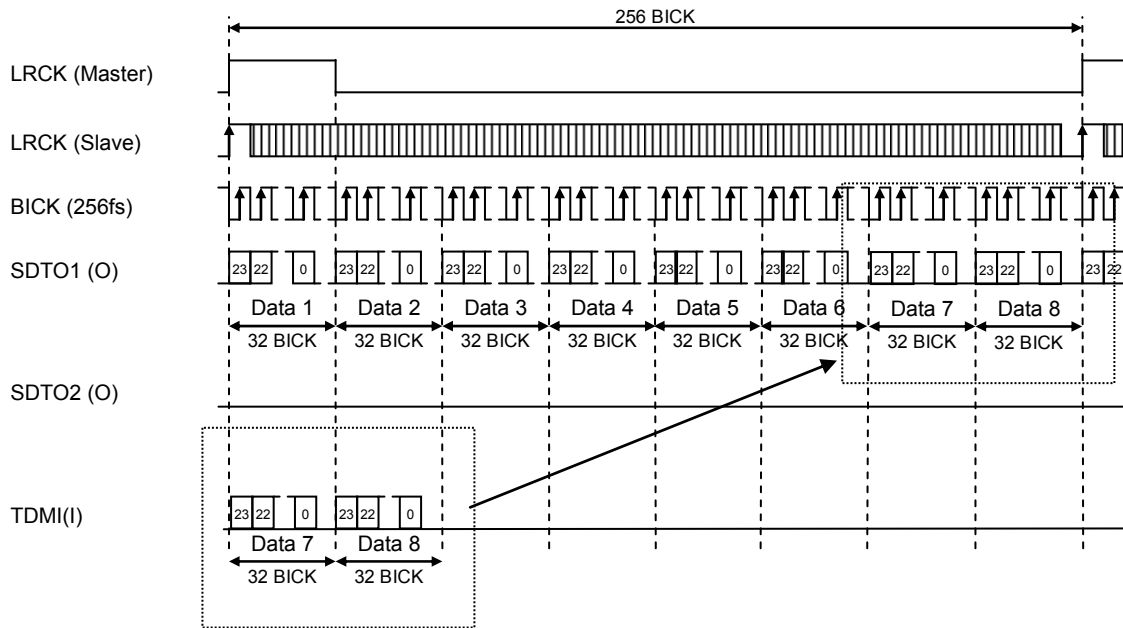 256 BICK
LRCK (Master)
LRCK (Slave)
BICK (256fs)
SDTO1 (O)
23 22 0 23 22 0 23 22 0 23 22 0 23 22 0 23 22 0 23 22 0 23 22 0 23 22
Data 1 Data 2 Data 3 Data 4 Data 5 Data 6 Data 7 Data 8
32 BICK 32 BICK 32 BICK 32 BICK 32 BICK 32 BICK 32 BICK 32 BICK
SDTO2 (O)
TDMI(I)
23 22 0 23 22 0
Data 7 Data 8
32 BICK 32 BICK